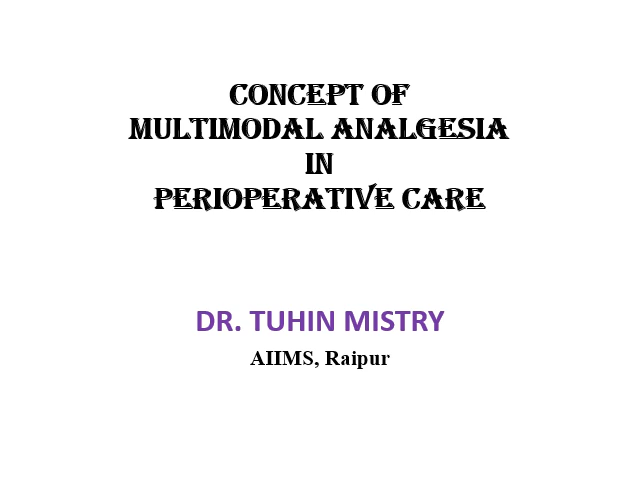 CONCEPT OF
MULTIMODAL ANALGESIA
IN
PERIOPERATIVE CARE
DR. TUHIN MISTRY
AIIMS, Raipur